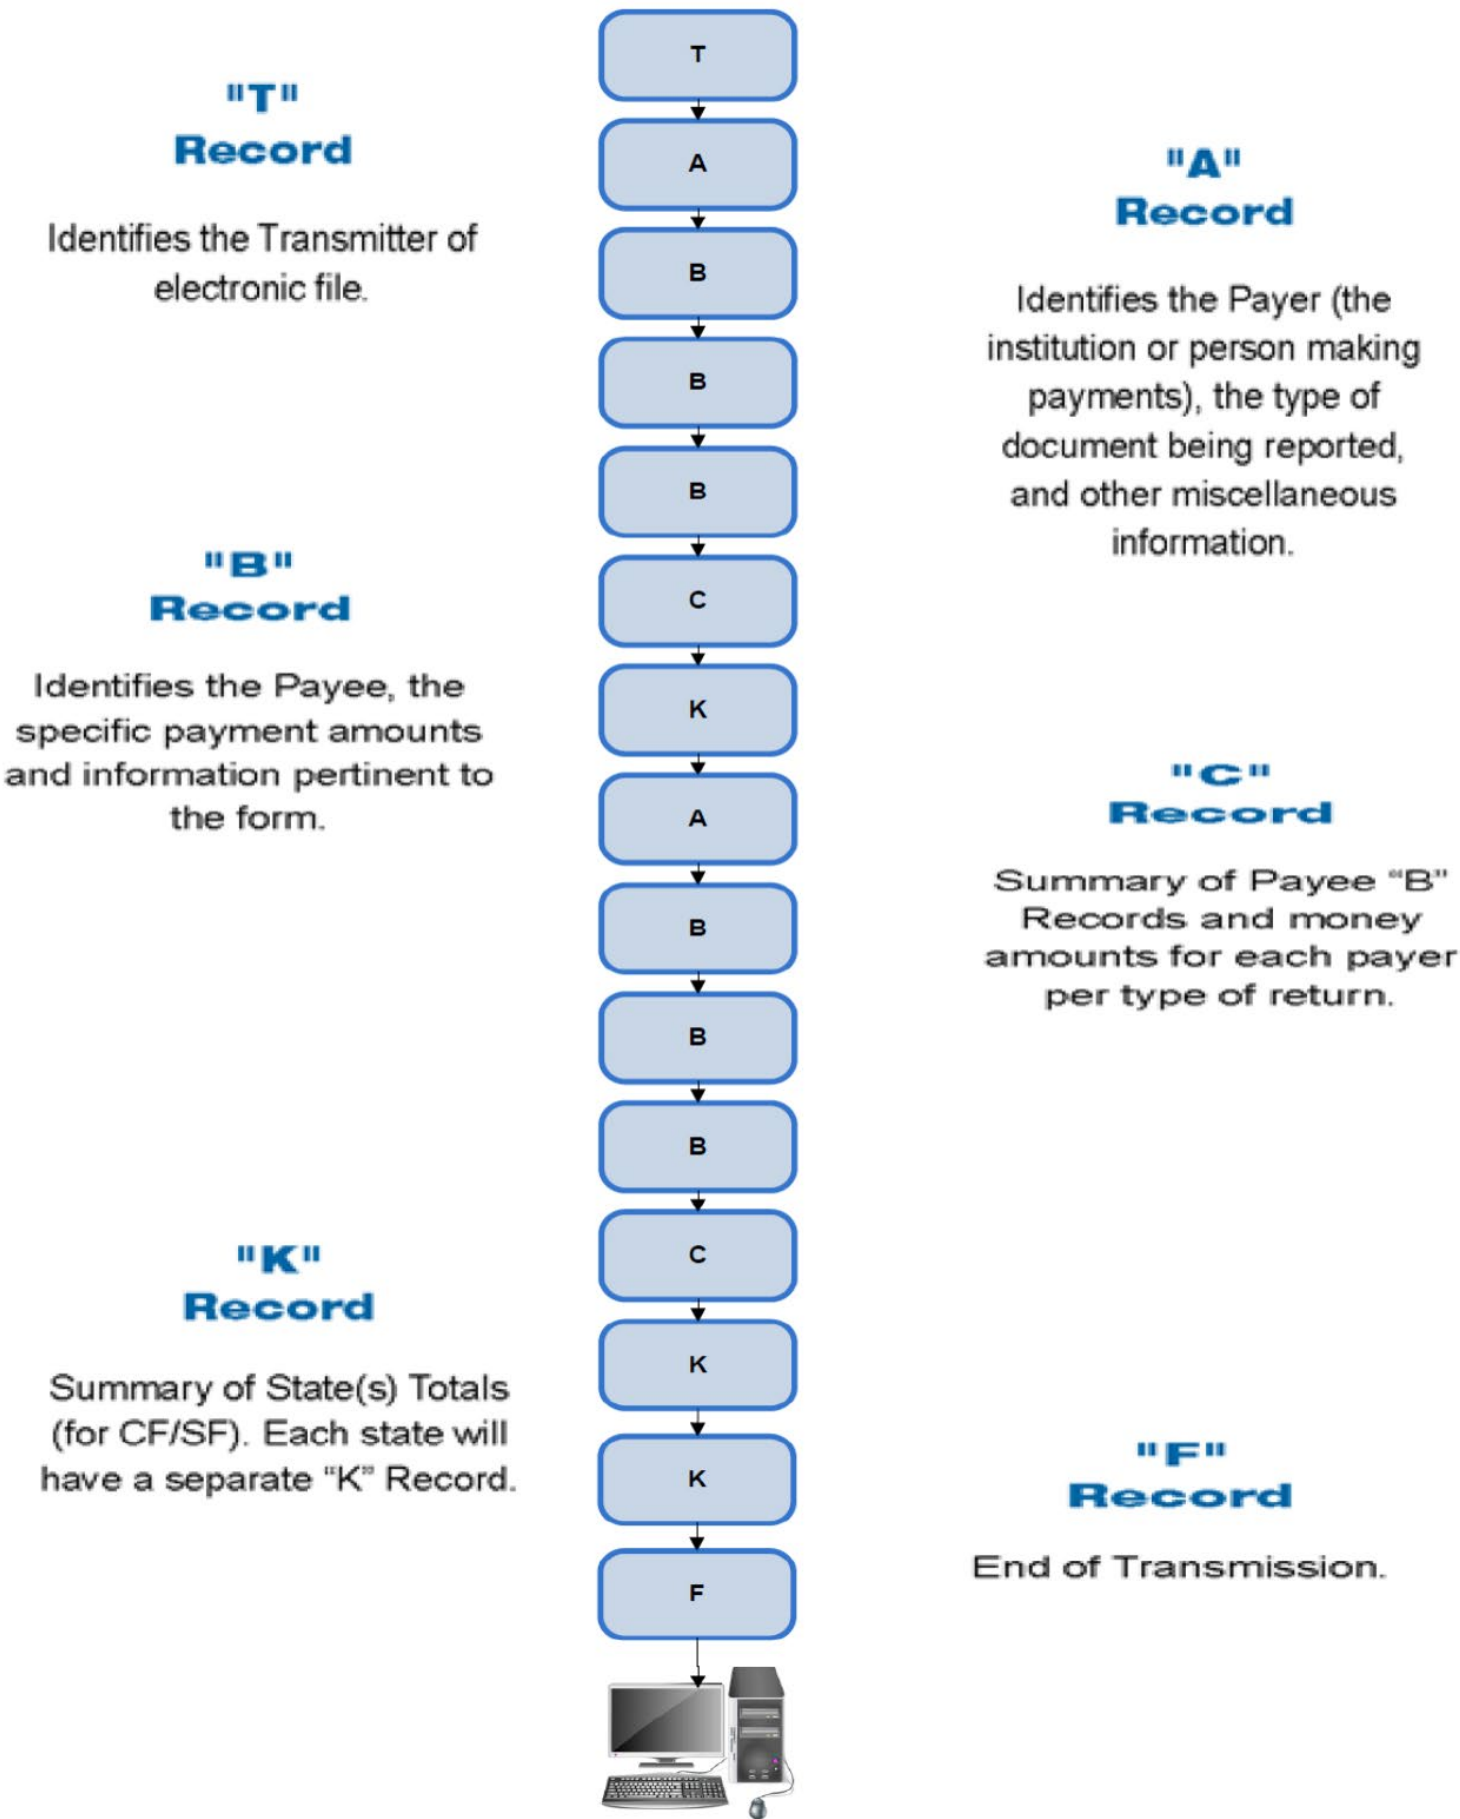 T
"T"
Record
Identifies the Transmitter of
electronic file.
A
"A"
Record
Identifies the Payer (the
institution or person making
payments), the type of
document being reported,
and other miscellaneous
information.
B
B
B
"B"
Record
Identifies the Payee, the
specific payment amounts
and information pertinent to
the form.
C
K
A
"C"
Record
Summary of Payee “B”
Records and money
amounts for each payer
per type of return.
B
B
B
C
"K"
Record
Summary of State(s) Totals
(for CF/SF). Each state will
have a separate “K” Record.
K
K
"F"
Record
End of Transmission.
F